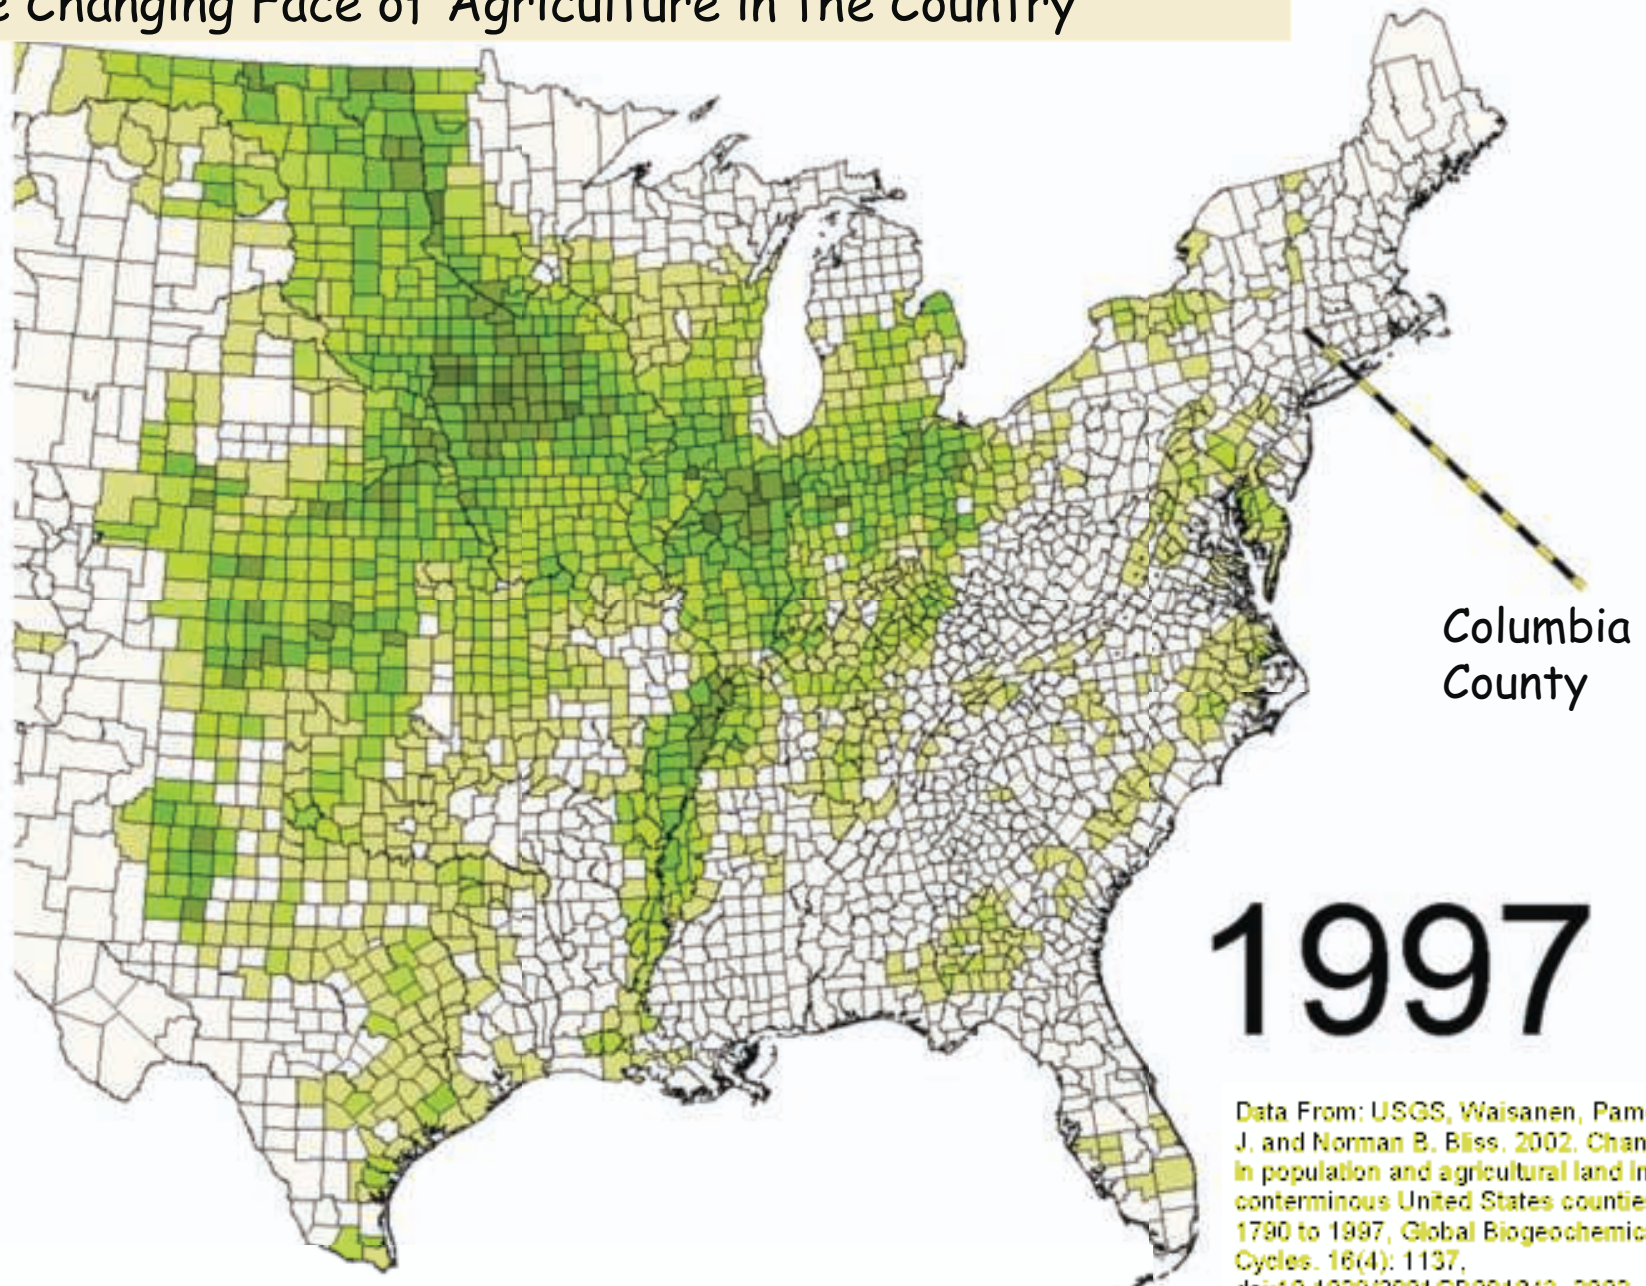 Changing Face of Agriculture in the Country
Columbia
County
1997
Data From: USGS, Waisanen, Pam
J. and Norman B. Bliss. 2002. Chan
in population and agricultural land in
conterminous United States countie
1790 to 1997, Global Biogeochemic
Cycles. 16(4): 1137,